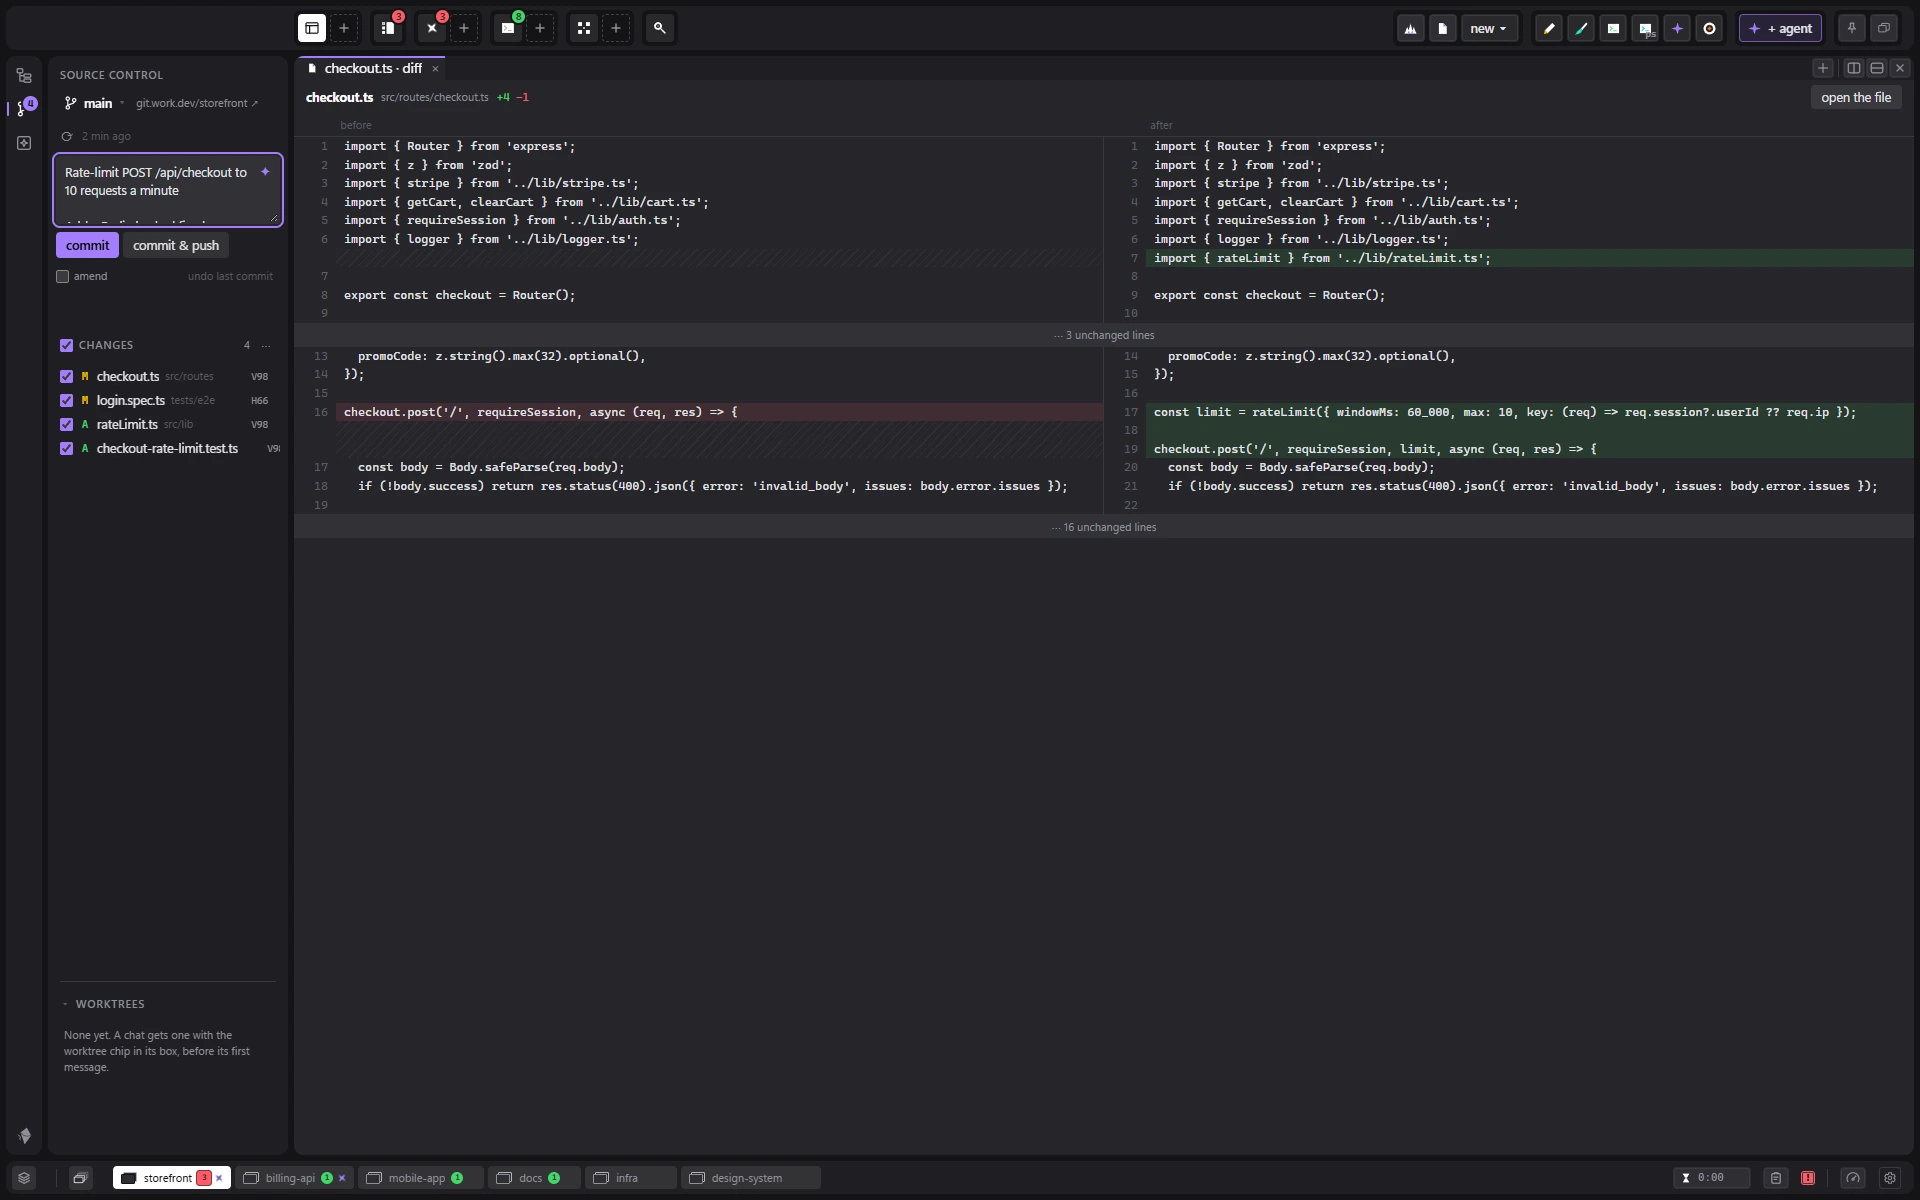 3
3
8
new
ps
+ agent
SOURCE CONTROL
4
main
git.work.dev/storefront ↗
2 min ago
Rate-limit POST /api/checkout to
10 requests a minute
commit
commit & push
amend
undo last commit
CHANGES
4
...
M checkout.ts src/routes V98
M login.spec.ts tests/e2e H66
A rateLimit.ts src/lib V98
A checkout-rate-limit.test.ts
WORKTREES
None yet. A chat gets one with the
worktree chip in its box, before its first
message.
checkout.ts · diff ×
checkout.ts src/routes/checkout.ts +4 −1
open the file
before
1 import { Router } from 'express';
2 import { z } from 'zod';
3 import { stripe } from '../lib/stripe.ts';
4 import { getCart, clearCart } from '../lib/cart.ts';
5 import { requireSession } from '../lib/auth.ts';
6 import { logger } from '../lib/logger.ts';
7
8 export const checkout = Router();
9
after
1 import { Router } from 'express';
2 import { z } from 'zod';
3 import { stripe } from '../lib/stripe.ts';
4 import { getCart, clearCart } from '../lib/cart.ts';
5 import { requireSession } from '../lib/auth.ts';
6 import { logger } from '../lib/logger.ts';
7 import { rateLimit } from '../lib/rateLimit.ts';
8
9 export const checkout = Router();
10
··· 3 unchanged lines
13 promoCode: z.string().max(32).optional(),
14 });
15
16 checkout.post('/', requireSession, async (req, res) => {
17 const body = Body.safeParse(req.body);
18 if (!body.success) return res.status(400).json({ error: 'invalid_body', issues: body.error.issues });
19
14 promoCode: z.string().max(32).optional(),
15 });
16
17 const limit = rateLimit({ windowMs: 60_000, max: 10, key: (req) => req.session?.userId ?? req.ip });
18
19 checkout.post('/', requireSession, limit, async (req, res) => {
20 const body = Body.safeParse(req.body);
21 if (!body.success) return res.status(400).json({ error: 'invalid_body', issues: body.error.issues });
22
··· 16 unchanged lines
storefront 3
billing-api 1
mobile-app 1
docs 1
infra
design-system
0:00